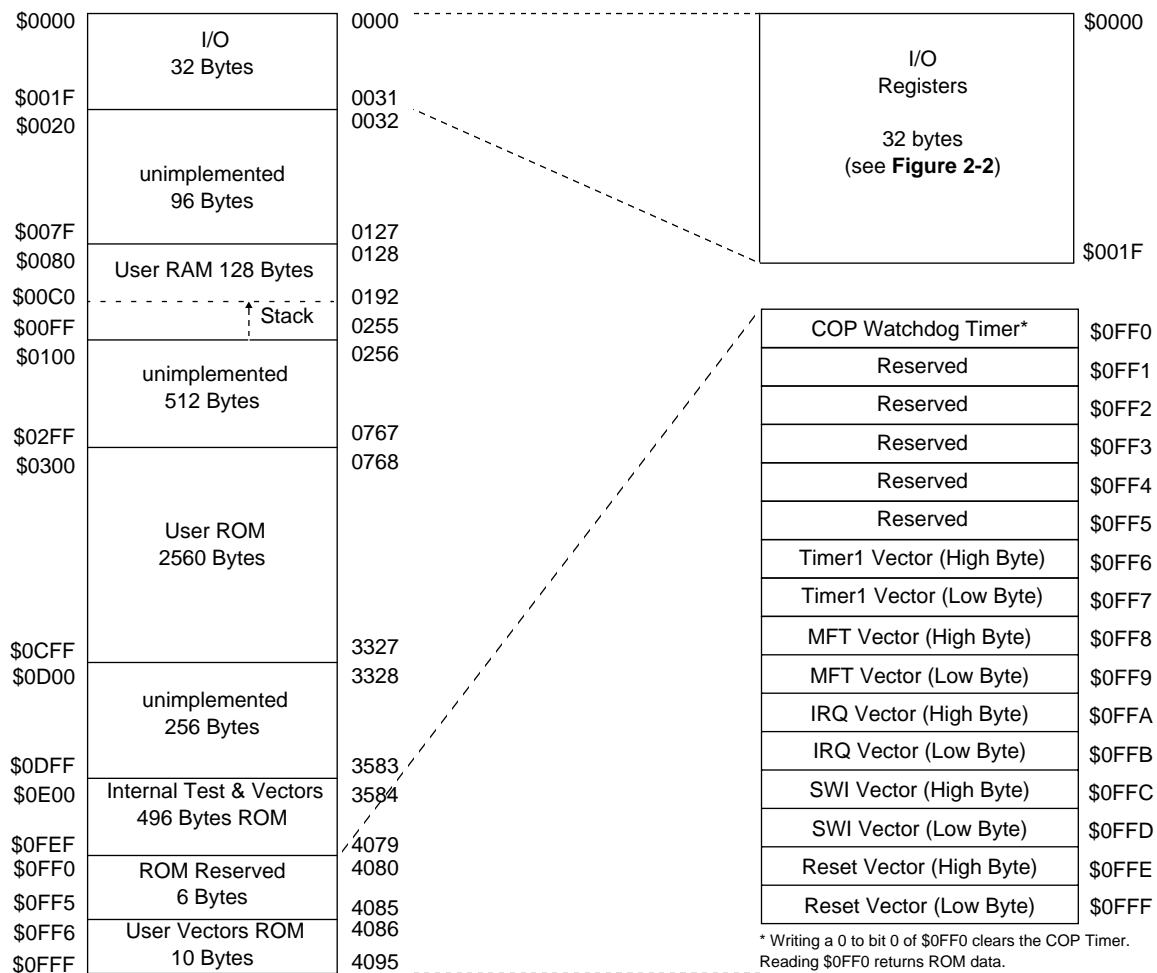 $0000
I/O
32 Bytes
0000
$001F
0031
$0020
0032
unimplemented
96 Bytes
$007F
0127
$0080
0128
User RAM 128 Bytes
$00C0
0192
Stack
$00FF
0255
$0100
0256
unimplemented
512 Bytes
$02FF
0767
$0300
0768
User ROM
2560 Bytes
$0CFF
3327
$0D00
3328
unimplemented
256 Bytes
$0DFF
3583
$0E00
3584
Internal Test & Vectors
496 Bytes ROM
$0FEF
4079
$0FF0
4080
ROM Reserved
6 Bytes
$0FF5
4085
$0FF6
4086
User Vectors ROM
10 Bytes
$0FFF
4095
$0000
I/O
Registers
32 bytes
(see Figure 2-2)
$001F
COP Watchdog Timer* $0FF0
Reserved $0FF1
Reserved $0FF2
Reserved $0FF3
Reserved $0FF4
Reserved $0FF5
Timer1 Vector (High Byte) $0FF6
Timer1 Vector (Low Byte) $0FF7
MFT Vector (High Byte) $0FF8
MFT Vector (Low Byte) $0FF9
IRQ Vector (High Byte) $0FFA
IRQ Vector (Low Byte) $0FFB
SWI Vector (High Byte) $0FFC
SWI Vector (Low Byte) $0FFD
Reset Vector (High Byte) $0FFE
Reset Vector (Low Byte) $0FFF
* Writing a 0 to bit 0 of $0FF0 clears the COP Timer.
Reading $0FF0 returns ROM data.